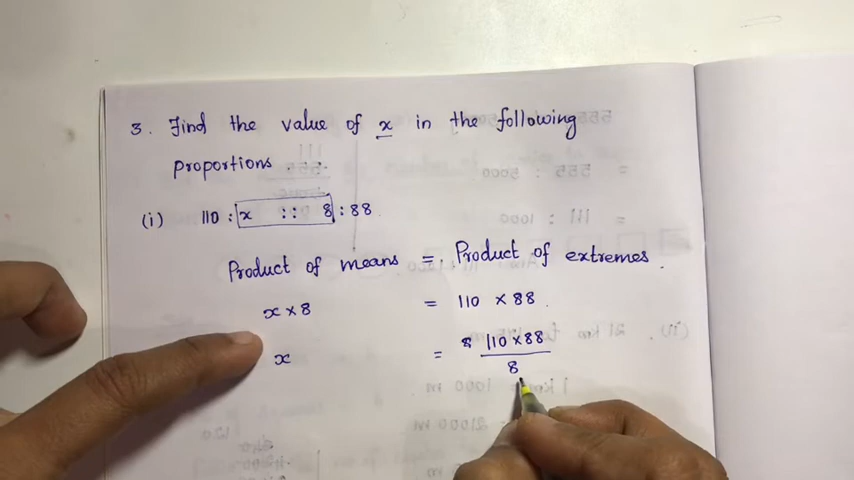 3. Find the value of x in the following
proportions.
(i) 110 : x :: 8 : 88
Product of means = Product of extremes.
x × 8 = 110 × 88
x = 8 110 × 88
8